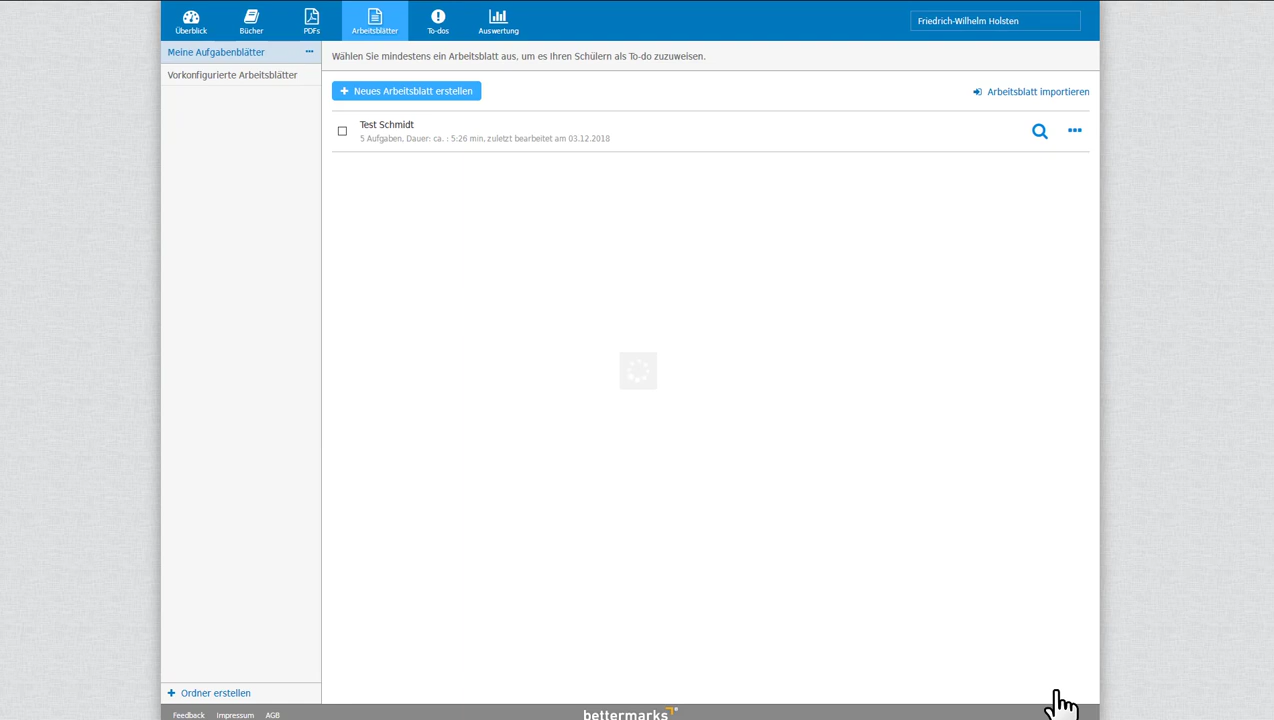 Überblick
Bücher
PDFs
Arbeitsblätter
To-dos
Auswertung
Friedrich-Wilhelm Holsten
Meine Aufgabenblätter
Vorkonfigurierte Arbeitsblätter
Wählen Sie mindestens ein Arbeitsblatt aus, um es Ihren Schülern als To-do zuzuweisen.
Neues Arbeitsblatt erstellen
Arbeitsblatt importieren
Test Schmidt
5 Aufgaben, Dauer: ca. : 5:26 min, zuletzt bearbeitet am 03.12.2018
Ordner erstellen
Feedback
Impressum
AGB
bettermarks